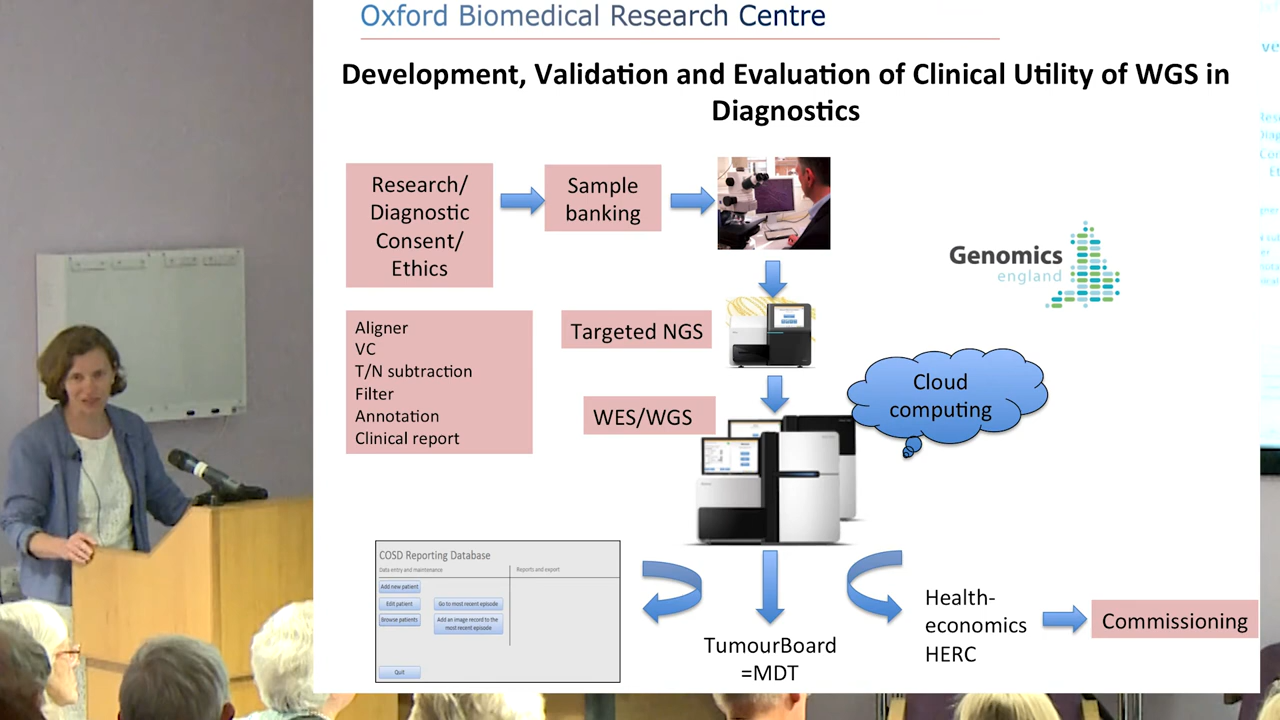 Oxford Biomedical Research Centre
Development, Validation and Evaluation of Clinical Utility of WGS in
Diagnostics
Research/
Diagnostic
Consent/
Ethics
Sample
banking
Genomics
england
Aligner
VC
T/N subtraction
Filter
Annotation
Clinical report
Targeted NGS
WES/WGS
Cloud
computing
COSD Reporting Database
Data entry and maintenance
Reports and export
Add new patient
Edit patient
Go to most recent episode
Browse patients
Add an image record to the
most recent episode
Quit
TumourBoard
=MDT
Health-
economics
HERC
Commissioning